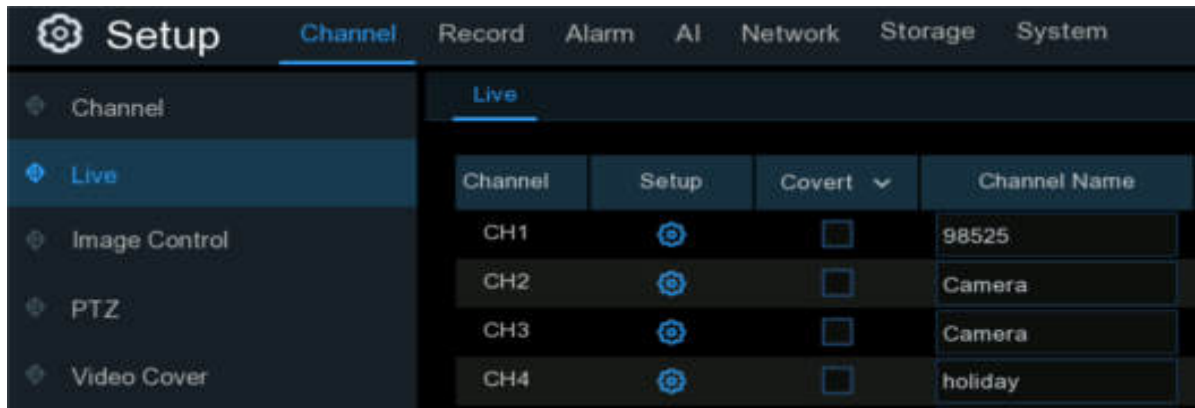 Setup Channel Record Alarm AI Network Storage System
Channel
Live
Live
Image Control
PTZ
Video Cover
Channel Setup Covert Channel Name
CH1 98525
CH2 Camera
CH3 Camera
CH4 holiday